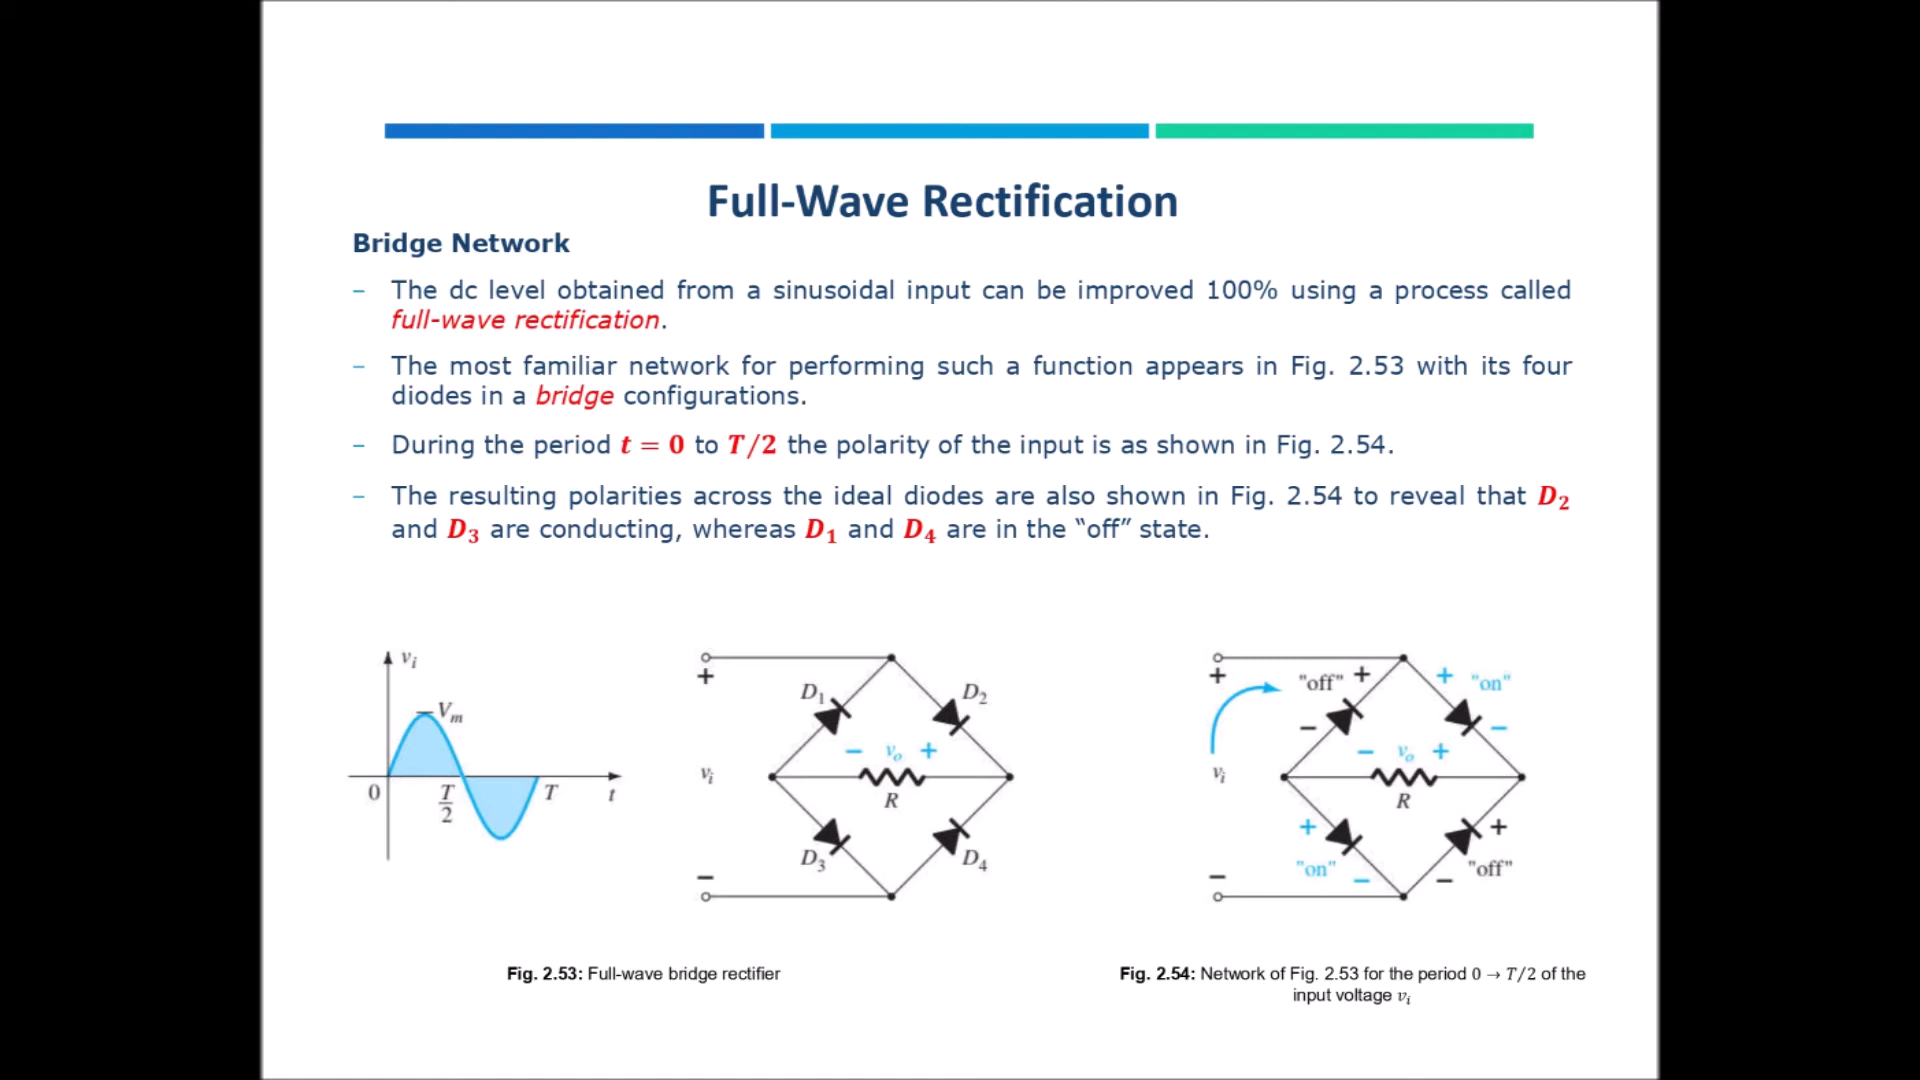 Full-Wave Rectification
Bridge Network
– The dc level obtained from a sinusoidal input can be improved 100% using a process called
full-wave rectification.
– The most familiar network for performing such a function appears in Fig. 2.53 with its four
diodes in a bridge configurations.
– During the period t = 0 to T/2 the polarity of the input is as shown in Fig. 2.54.
– The resulting polarities across the ideal diodes are also shown in Fig. 2.54 to reveal that D₂
and D₃ are conducting, whereas D₁ and D₄ are in the “off” state.
vᵢ
Vₘ
0
T
2
T
t
+
D₁
D₂
− vₒ +
vᵢ
R
D₃
D₄
−
+
"off" +
+ "on"
−
−
− vₒ +
vᵢ
R
+
+
"on"
−
−
"off"
−
Fig. 2.53: Full-wave bridge rectifier
Fig. 2.54: Network of Fig. 2.53 for the period 0 → T/2 of the
input voltage vᵢ